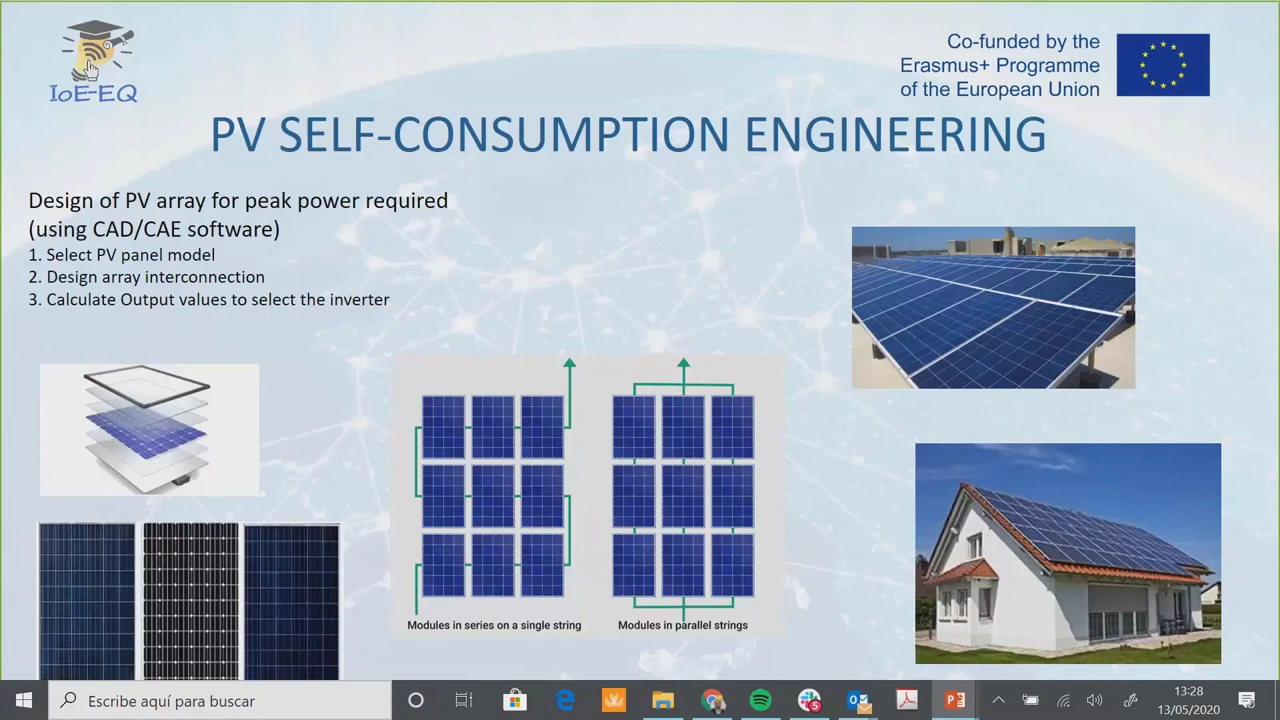 IoE-EQ
Co-funded by the
Erasmus+ Programme
of the European Union
PV SELF-CONSUMPTION ENGINEERING
Design of PV array for peak power required
(using CAD/CAE software)
1. Select PV panel model
2. Design array interconnection
3. Calculate Output values to select the inverter
Modules in series on a single string
Modules in parallel strings
Escribe aquí para buscar
5
13:28
13/05/2020